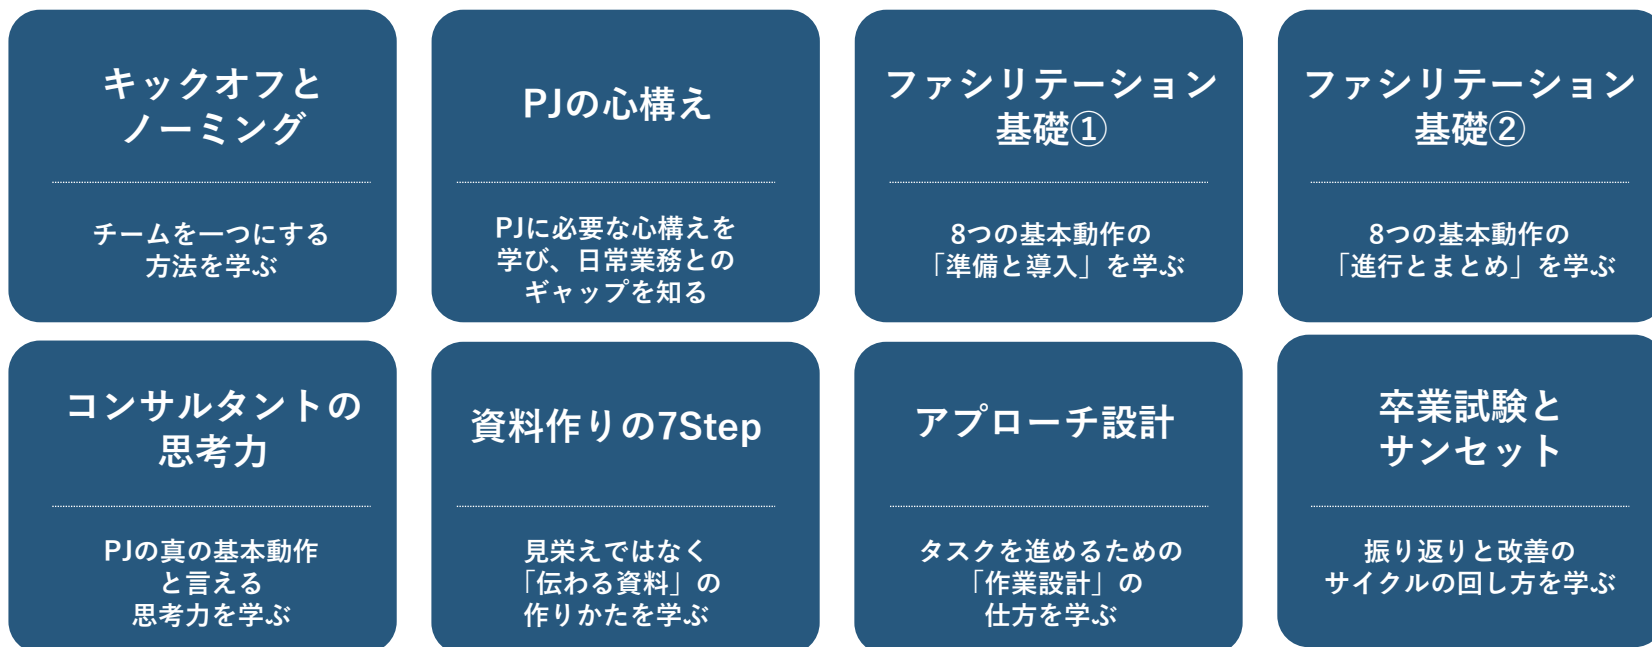 キックオフと
ノーミング
チームを一つにする
方法を学ぶ
PJの心構え
PJに必要な心構えを
学び、日常業務との
ギャップを知る
ファシリテーション
基礎①
8つの基本動作の
「準備と導入」を学ぶ
ファシリテーション
基礎②
8つの基本動作の
「進行とまとめ」を学ぶ
コンサルタントの
思考力
PJの真の基本動作
と言える
思考力を学ぶ
資料作りの7Step
見栄えではなく
「伝わる資料」の
作りかたを学ぶ
アプローチ設計
タスクを進めるための
「作業設計」の
仕方を学ぶ
卒業試験と
サンセット
振り返りと改善の
サイクルの回し方を学ぶ